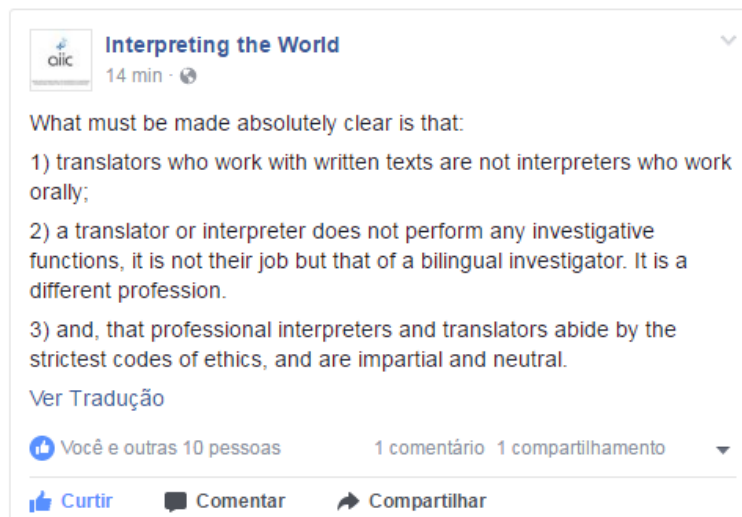 aiic
Interpreting the World
14 min ·
What must be made absolutely clear is that:
1) translators who work with written texts are not interpreters who work
orally;
2) a translator or interpreter does not perform any investigative
functions, it is not their job but that of a bilingual investigator. It is a
different profession.
3) and, that professional interpreters and translators abide by the
strictest codes of ethics, and are impartial and neutral.
Ver Tradução
Você e outras 10 pessoas 1 comentário 1 compartilhamento
Curtir Comentar Compartilhar